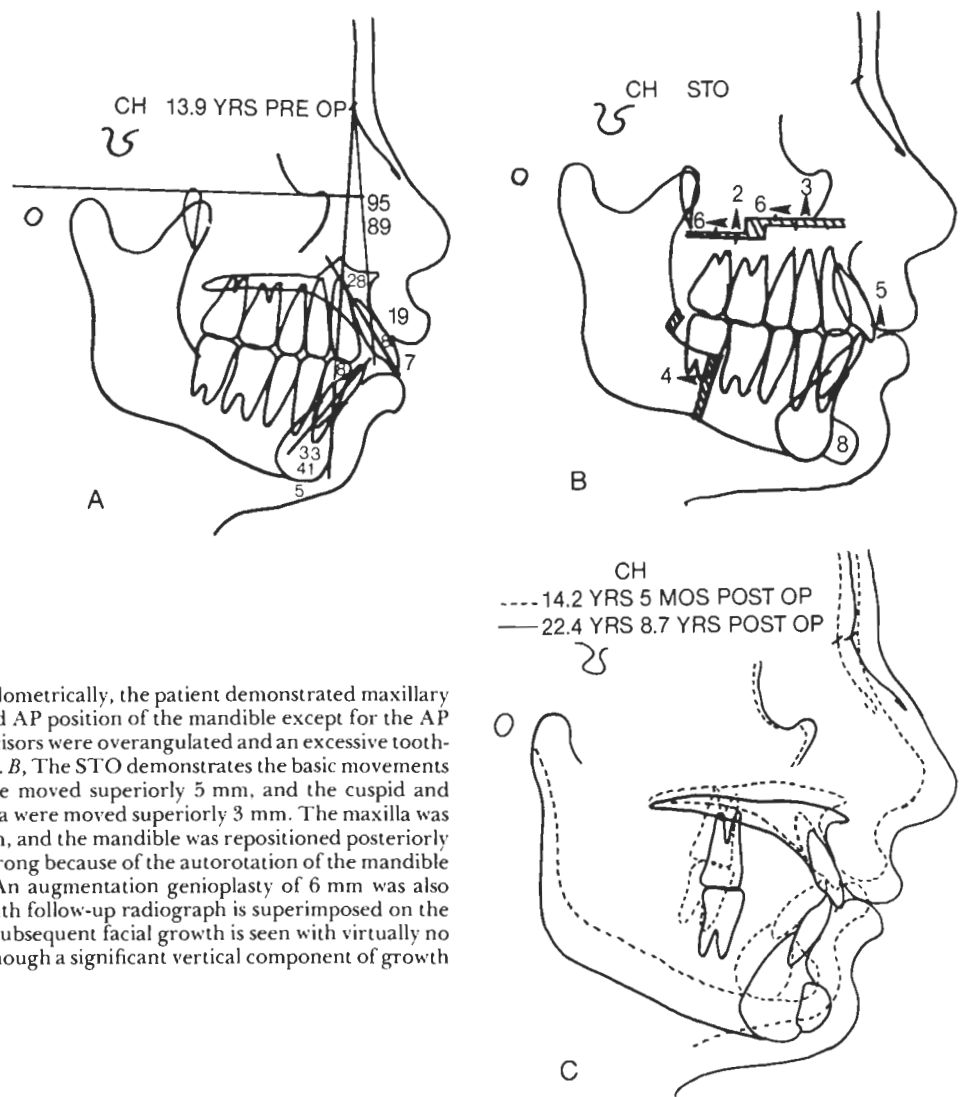 CH 13.9 YRS PRE OP
95
89
28
19
8
7
8
33
41
5
A
CH STO
6 2 6 3
5
4
8
B
CH
---- 14.2 YRS 5 MOS POST OP
—— 22.4 YRS 8.7 YRS POST OP
C
lometrically, the patient demonstrated maxillary
d AP position of the mandible except for the AP
isors were overangulated and an excessive tooth-
. B, The STO demonstrates the basic movements
e moved superiorly 5 mm, and the cuspid and
a were moved superiorly 3 mm. The maxilla was
n, and the mandible was repositioned posteriorly
rong because of the autorotation of the mandible
An augmentation genioplasty of 6 mm was also
th follow-up radiograph is superimposed on the
ubsequent facial growth is seen with virtually no
hough a significant vertical component of growth